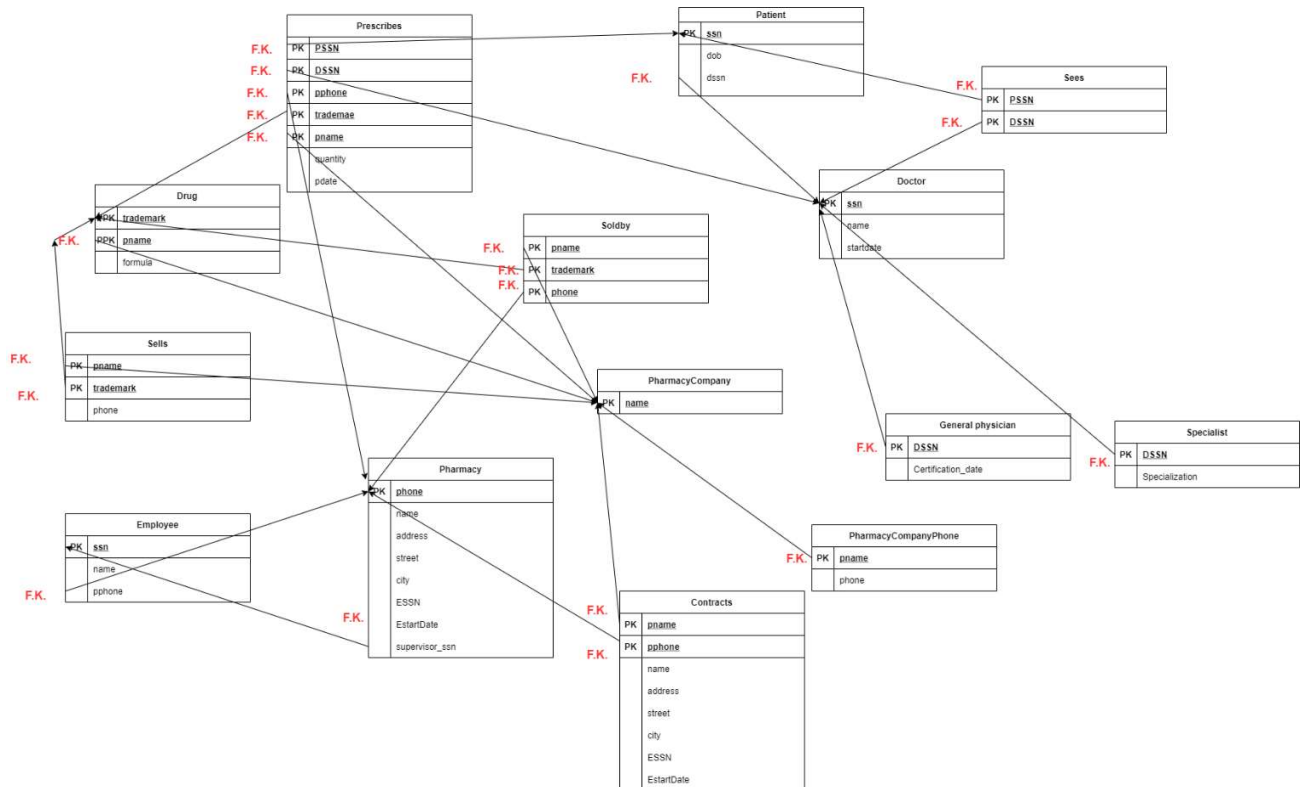 Prescribes
F.K. PK PSSN
F.K. PK DSSN
F.K. PK pphone
F.K. PK trademae
F.K. PK pname
quantity
pdate
Patient
PK ssn
dob
F.K. dssn
Sees
F.K. PK PSSN
F.K. PK DSSN
Drug
PK trademark
F.K. PPK pname
formula
Soldby
F.K. PK pname
F.K. PK trademark
F.K. PK phone
Doctor
PK ssn
name
startdate
Sells
F.K. PK pname
F.K. PK trademark
phone
PharmacyCompany
PK name
General physician
F.K. PK DSSN
Certification_date
Specialist
F.K. PK DSSN
Specialization
Pharmacy
PK phone
name
address
street
city
ESSN
F.K. EstartDate
supervisor_ssn
Employee
PK ssn
name
F.K. pphone
PharmacyCompanyPhone
F.K. PK pname
phone
Contracts
F.K. PK pname
F.K. PK pphone
name
address
street
city
ESSN
EstartDate